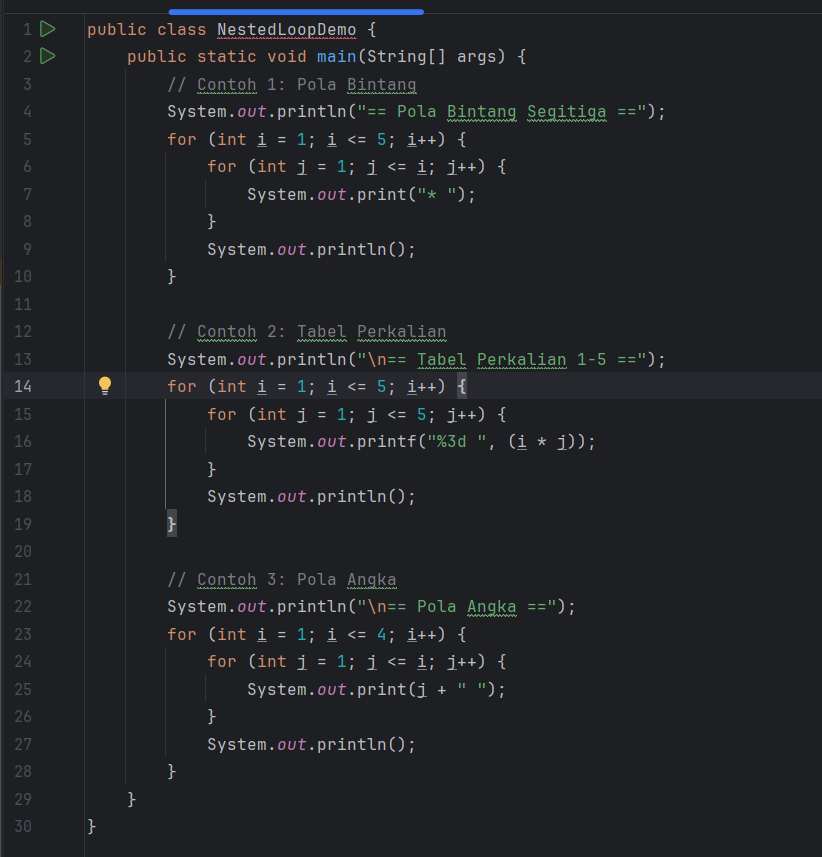 1 public class NestedLoopDemo {
2     public static void main(String[] args) {
3         // Contoh 1: Pola Bintang
4         System.out.println("== Pola Bintang Segitiga ==");
5         for (int i = 1; i <= 5; i++) {
6             for (int j = 1; j <= i; j++) {
7                 System.out.print("* ");
8             }
9             System.out.println();
10         }
11
12         // Contoh 2: Tabel Perkalian
13         System.out.println("\n== Tabel Perkalian 1-5 ==");
14         for (int i = 1; i <= 5; i++) {
15             for (int j = 1; j <= 5; j++) {
16                 System.out.printf("%3d ", (i * j));
17             }
18             System.out.println();
19         }
20
21         // Contoh 3: Pola Angka
22         System.out.println("\n== Pola Angka ==");
23         for (int i = 1; i <= 4; i++) {
24             for (int j = 1; j <= i; j++) {
25                 System.out.print(j + " ");
26             }
27             System.out.println();
28         }
29     }
30 }